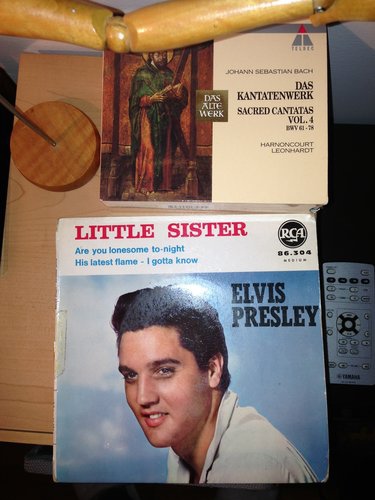 TELDEC
JOHANN SEBASTIAN BACH
DAS
KANTATENWERK
SACRED CANTATAS
VOL. 4
BWV 61-78
HARNONCOURT
LEONHARDT
DAS
ALTE
WERK
LITTLE SISTER
Are you lonesome to-night
His latest flame - I gotta know
RCA
86.304
MEDIUM
ELVIS
PRESLEY
YAMAHA